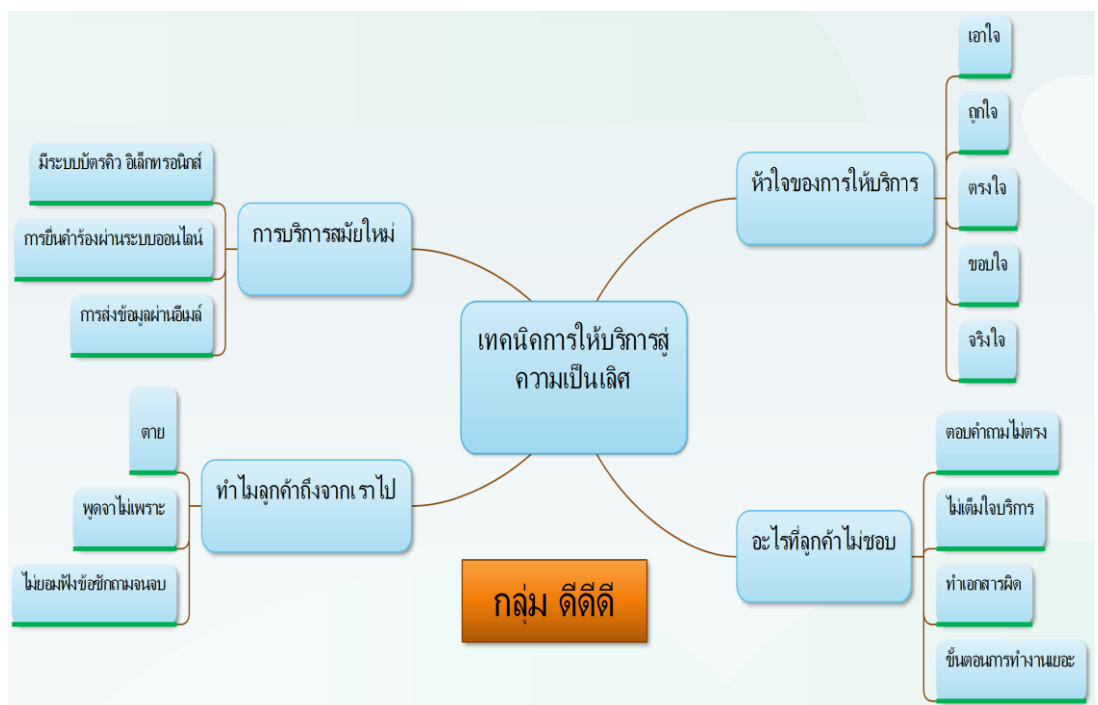 เทคนิคการให้บริการสู่
ความเป็นเลิศ
หัวใจของการให้บริการ
เอาใจ
ถูกใจ
ตรงใจ
ขอบใจ
จริงใจ
อะไรที่ลูกค้าไม่ชอบ
ตอบคำถามไม่ตรง
ไม่เต็มใจบริการ
ทำเอกสารผิด
ขั้นตอนการทำงานเยอะ
การบริการสมัยใหม่
มีระบบบัตรคิว อิเล็กทรอนิกส์
การยื่นคำร้องผ่านระบบออนไลน์
การส่งข้อมูลผ่านอีเมล์
ทำไมลูกค้าถึงจากเราไป
ตาย
พูดจาไม่เพราะ
ไม่ยอมฟังข้อซักถามจนจบ
กลุ่ม ดีดีดี